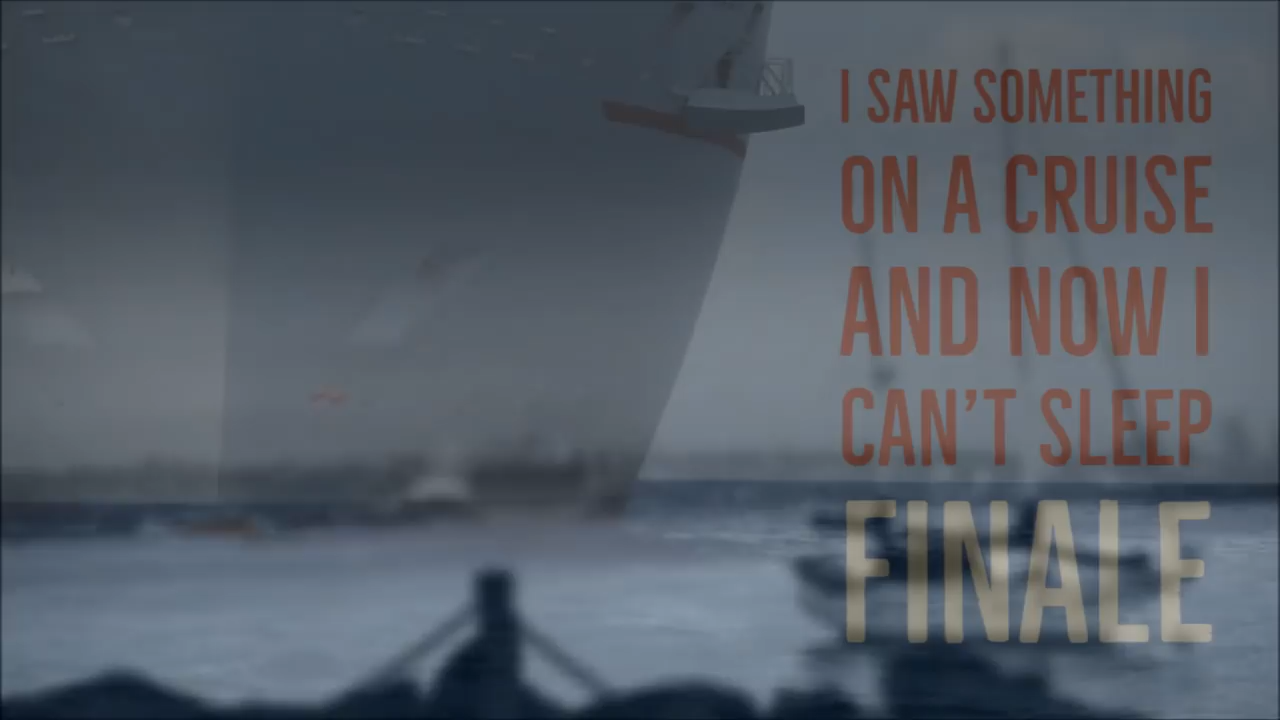 I SAW SOMETHING
ON A CRUISE
AND NOW I
CAN'T SLEEP
FINALE